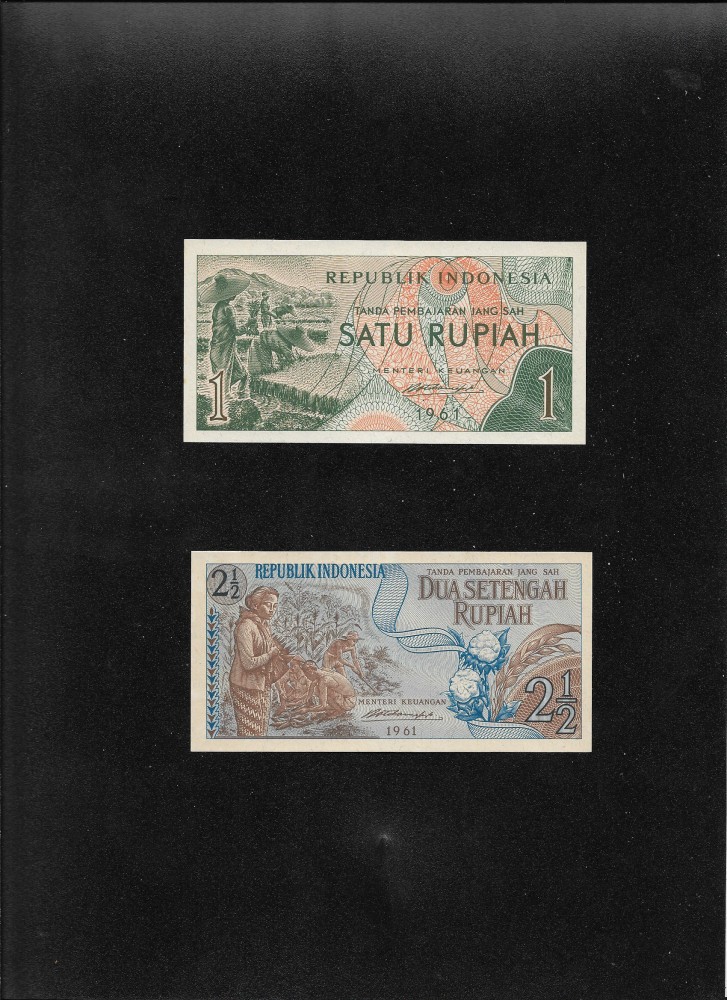 REPUBLIK INDONESIA
TANDA PEMBAJARAN JANG SAH
SATU RUPIAH
MENTERI KEUANGAN
1961
1
1
2½
REPUBLIK INDONESIA
TANDA PEMBAJARAN JANG SAH
DUA SETENGAH
RUPIAH
MENTERI KEUANGAN
1961
2½